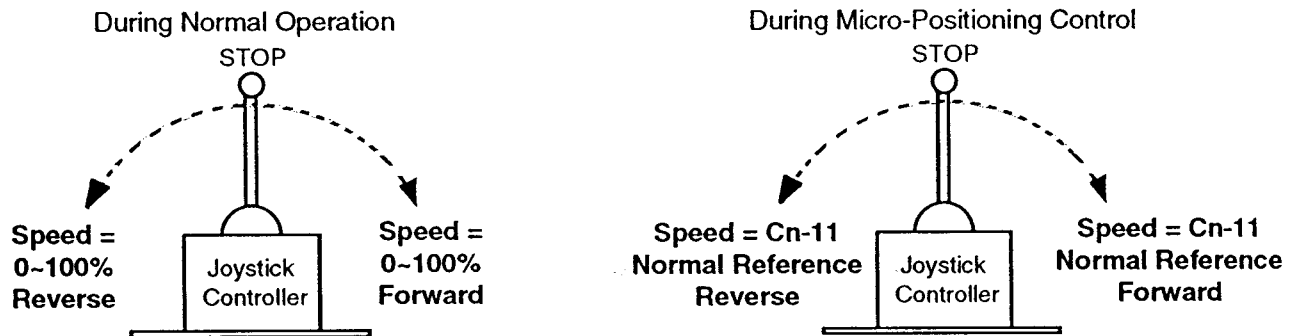 During Normal Operation
STOP
Speed =
0~100%
Reverse
Joystick
Controller
Speed =
0~100%
Forward
During Micro-Positioning Control
STOP
Speed = Cn-11
Normal Reference
Reverse
Joystick
Controller
Speed = Cn-11
Normal Reference
Forward